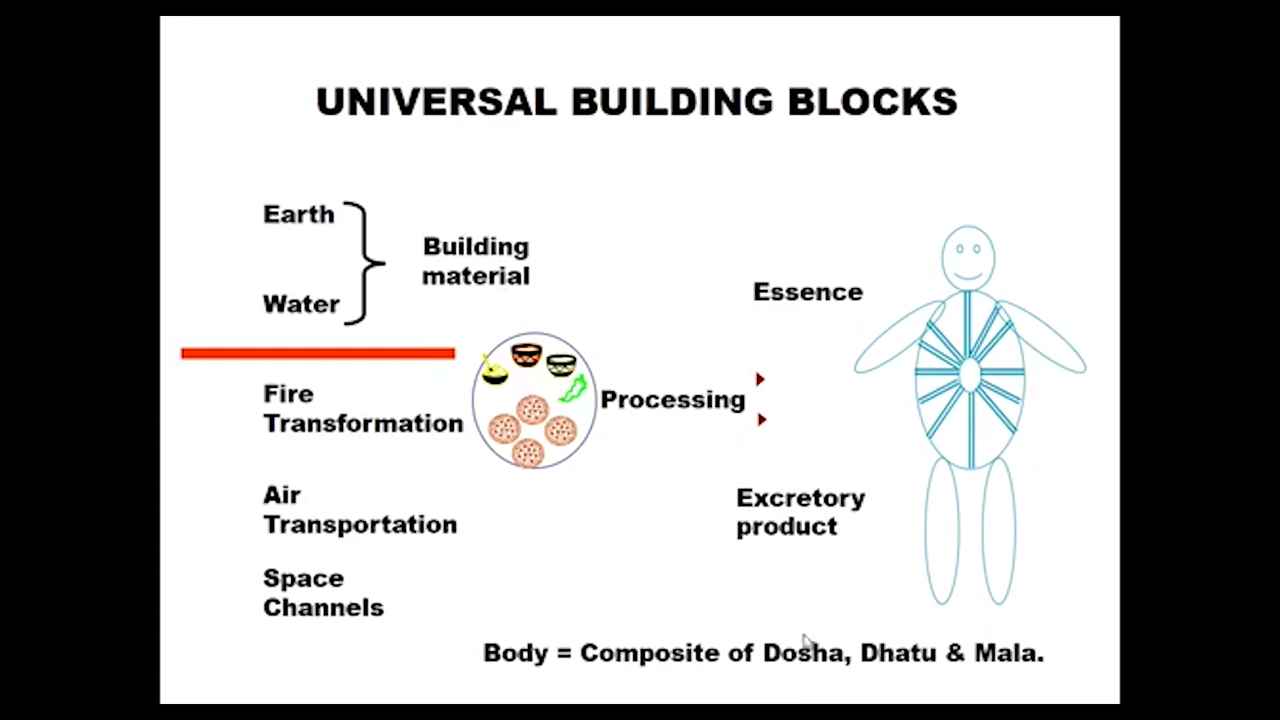 UNIVERSAL BUILDING BLOCKS
Earth
Water
Building
material
Fire
Transformation
Air
Transportation
Space
Channels
Processing
Essence
Excretory
product
Body = Composite of Dosha, Dhatu & Mala.